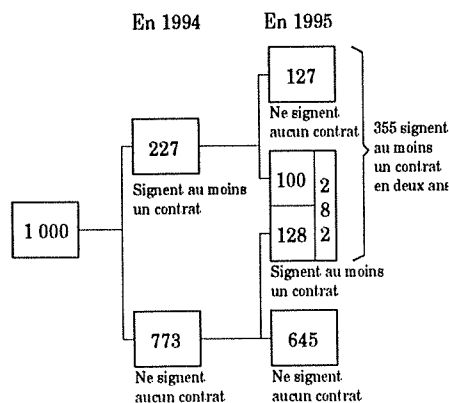 En 1994
En 1995
127
Ne signent
aucun contrat
227
Signent au moins
un contrat
355 signent
au moins
un contrat
en deux ans
100
128
2
8
2
Signent au moins
un contrat
1 000
773
Ne signent
aucun contrat
645
Ne signent
aucun contrat